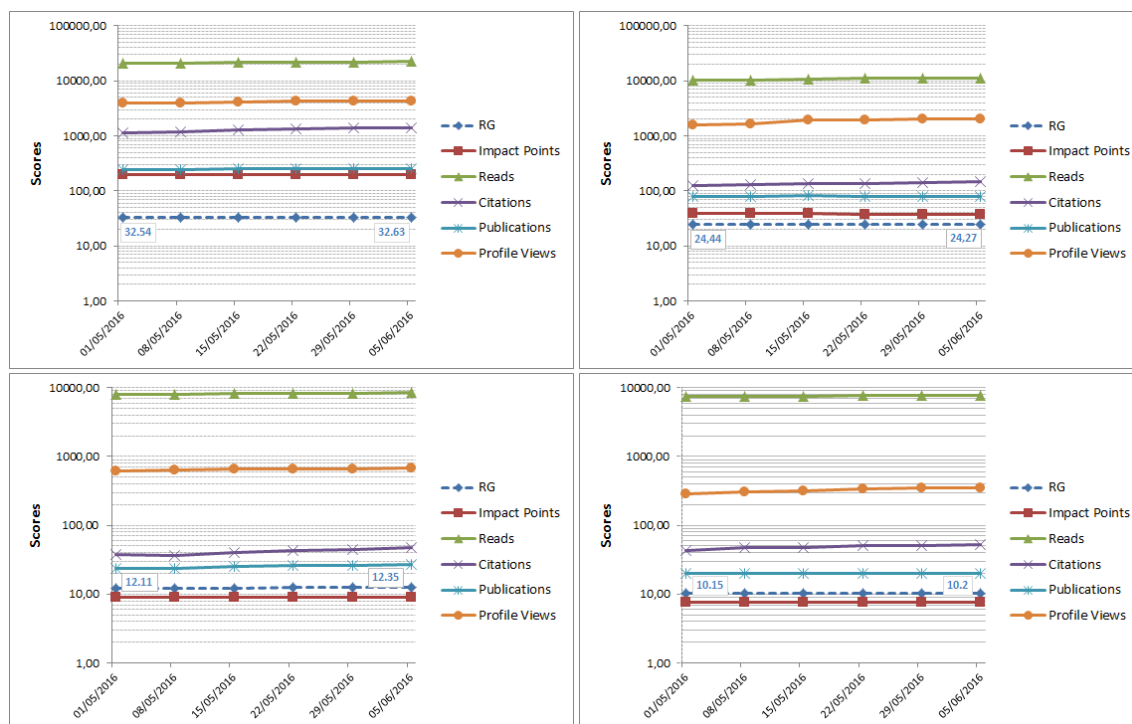 100000,00
10000,00
1000,00
100,00
10,00
1,00
Scores
32.54
32.63
01/05/2016
08/05/2016
15/05/2016
22/05/2016
29/05/2016
05/06/2016
RG
Impact Points
Reads
Citations
Publications
Profile Views
100000,00
10000,00
1000,00
100,00
10,00
1,00
Scores
24,44
24,27
01/05/2016
08/05/2016
15/05/2016
22/05/2016
29/05/2016
05/06/2016
RG
Impact Points
Reads
Citations
Publications
Profile Views
10000,00
1000,00
100,00
10,00
1,00
Scores
12.11
12.35
01/05/2016
08/05/2016
15/05/2016
22/05/2016
29/05/2016
05/06/2016
RG
Impact Points
Reads
Citations
Publications
Profile Views
10000,00
1000,00
100,00
10,00
1,00
Scores
10.15
10.2
01/05/2016
08/05/2016
15/05/2016
22/05/2016
29/05/2016
05/06/2016
RG
Impact Points
Reads
Citations
Publications
Profile Views